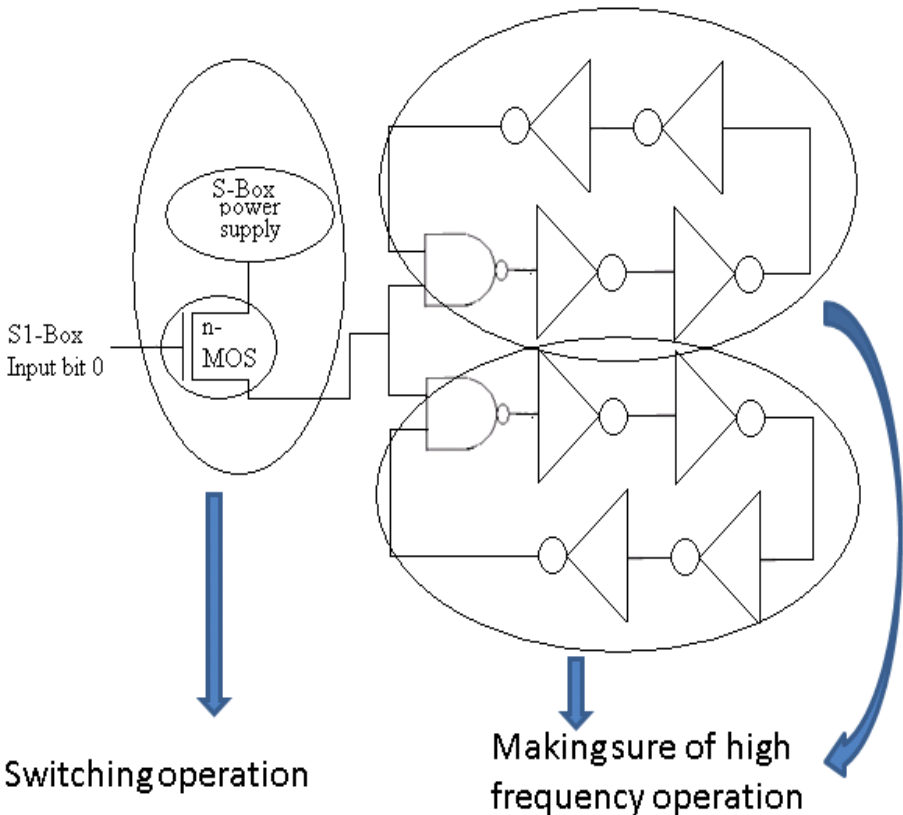 S-Box
power
supply
n-
MOS
S1-Box
Input bit 0
Switching operation
Making sure of high
frequency operation